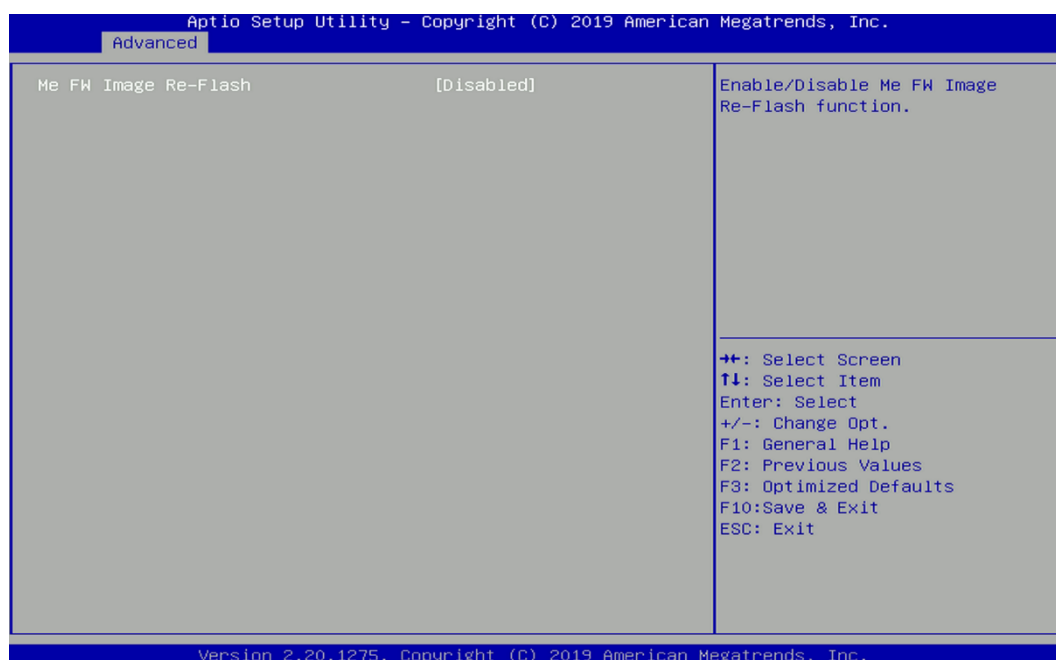 Aptio Setup Utility – Copyright (C) 2019 American Megatrends, Inc.
Advanced
Me FW Image Re-Flash [Disabled]
Enable/Disable Me FW Image
Re-Flash function.
→←: Select Screen
↑↓: Select Item
Enter: Select
+/-: Change Opt.
F1: General Help
F2: Previous Values
F3: Optimized Defaults
F10:Save & Exit
ESC: Exit
Version 2.20.1275. Copyright (C) 2019 American Megatrends, Inc.